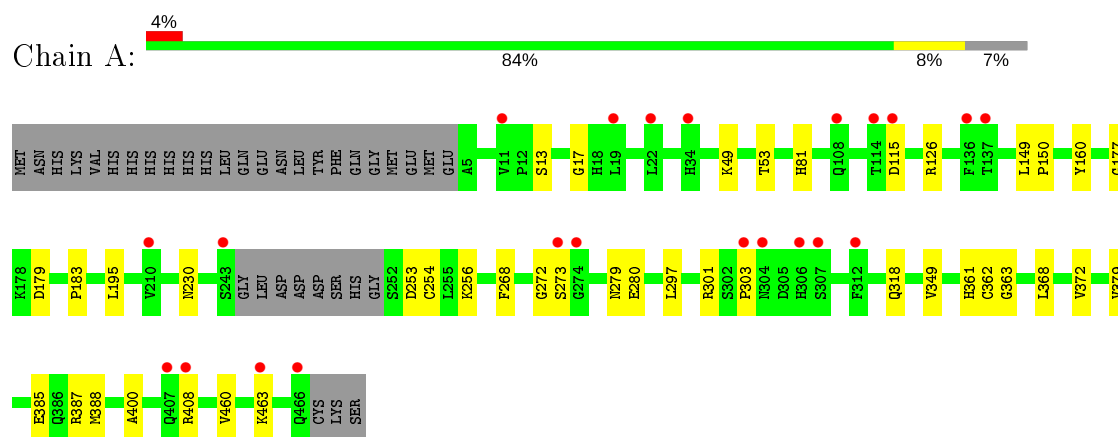 4%
Chain A:
84% 8% 7%
MET ASN HIS LYS VAL HIS HIS HIS HIS HIS HIS LEU GLN GLU ASN LEU TYR PHE GLN GLY MET GLU MET GLU A5 V11 P12 S13 G17 H18 L19 L22 H34 K49 T53 H81 Q108 T114 D115 R126 F136 T137 L149 P150 Y160 G177
K178 D179 P183 L195 V210 N230 S243 GLY LEU ASP ASP ASP SER HIS GLY S252 D253 C254 L255 K256 F268 G272 S273 G274 N279 E280 L297 R301 S302 P303 N304 D305 H306 S307 F312 Q318 V349 H361 C362 G363 L368 V372
E385 Q386 R387 M388 A400 Q407 R408 V460 K463 Q466 CYS LYS SER